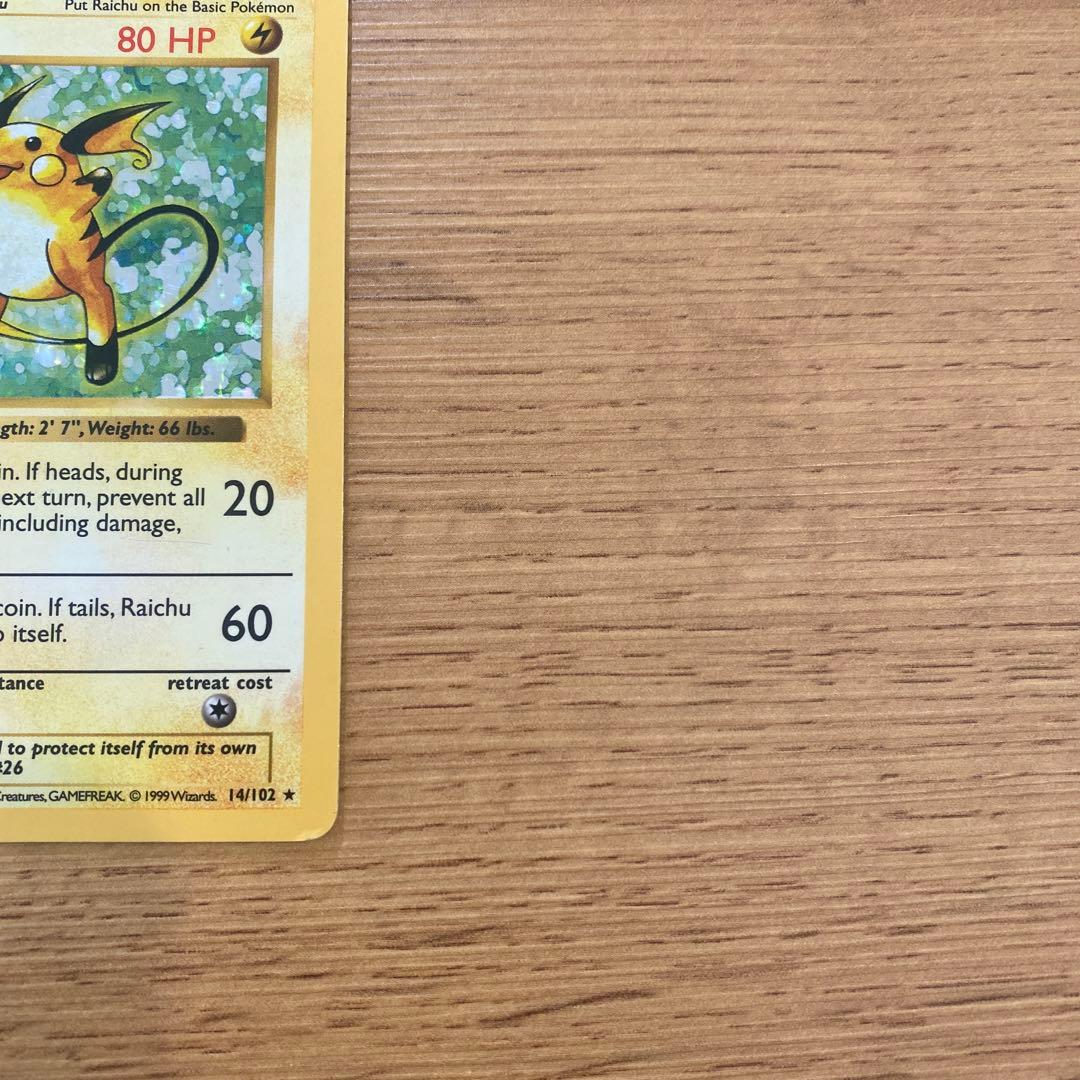 Put Raichu on the Basic Pokémon
80 HP
gth: 2' 7", Weight: 66 lbs.
in. If heads, during
ext turn, prevent all
including damage,
20
coin. If tails, Raichu
itself.
60
tance
retreat cost
to protect itself from its own
#26
Creatures, GAMEFREAK. © 1999 Wizards. 14/102 ★